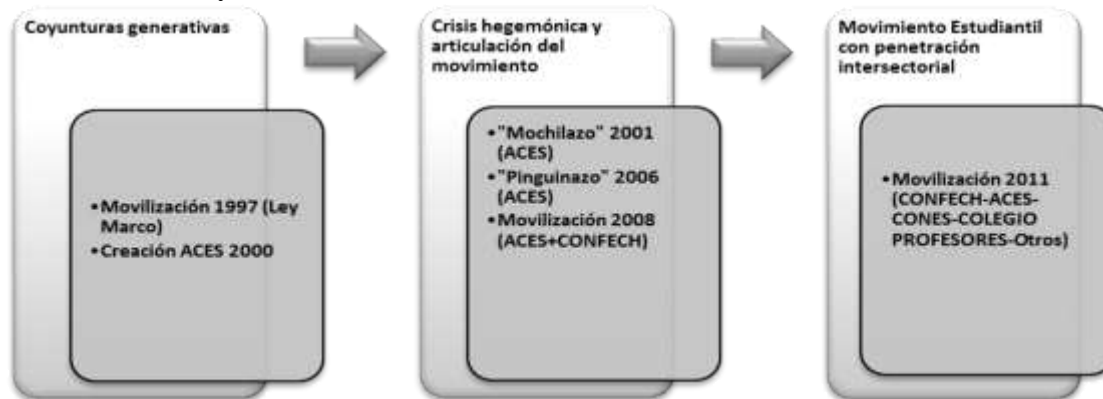 Coyunturas generativas
•Movilización 1997 (Ley
Marco)
•Creación ACES 2000
Crisis hegemónica y
articulación del
movimiento
•"Mochilazo" 2001
(ACES)
•"Pinguinazo" 2006
(ACES)
•Movilización 2008
(ACES+CONFECH)
Movimiento Estudiantil
con penetración
intersectorial
•Movilización 2011
(CONFECH-ACES-
CONES-COLEGIO
PROFESORES-Otros)